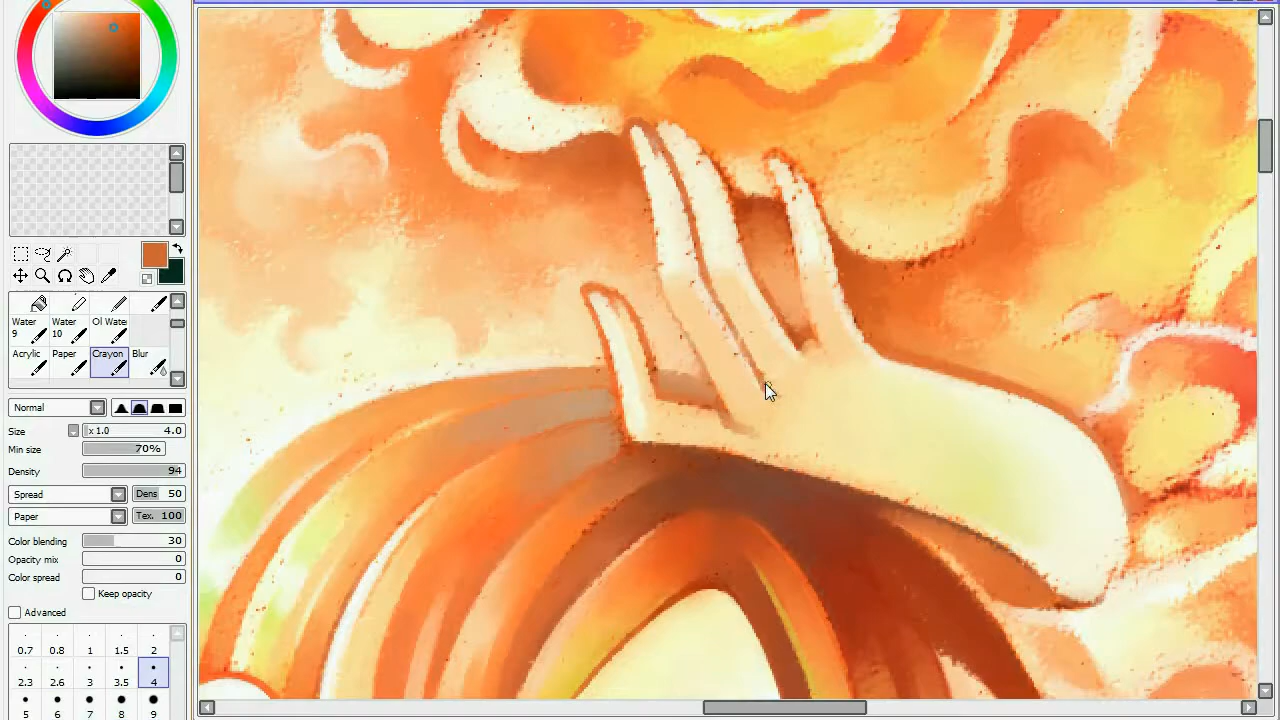 Water Water Ol Wate
9 10
Acrylic Paper Crayon Blur
Normal
Size x 1.0 4.0
Min size 70%
Density 94
Spread Dens 50
Paper Tex. 100
Color blending 30
Opacity mix 0
Color spread 0
Keep opacity
Advanced
0.7 0.8 1 1.5 2
2.3 2.6 3 3.5 4
5 6 7 8 9